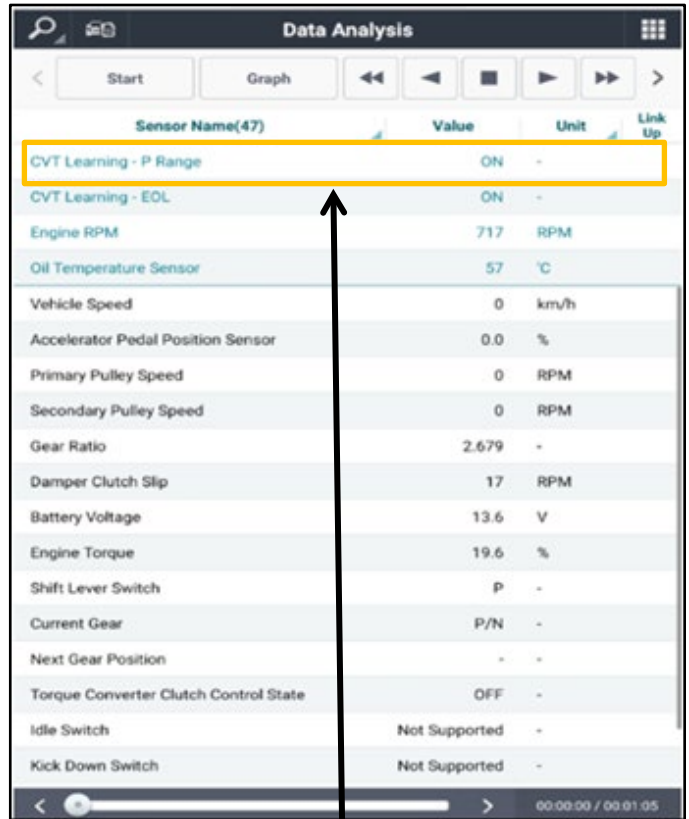 Data Analysis
Start Graph
Sensor Name(47) Value Unit Link Up
CVT Learning - P Range ON -
CVT Learning - EOL ON -
Engine RPM 717 RPM
Oil Temperature Sensor 57 °C
Vehicle Speed 0 km/h
Accelerator Pedal Position Sensor 0.0 %
Primary Pulley Speed 0 RPM
Secondary Pulley Speed 0 RPM
Gear Ratio 2.679 -
Damper Clutch Slip 17 RPM
Battery Voltage 13.6 V
Engine Torque 19.6 %
Shift Lever Switch P -
Current Gear P/N -
Next Gear Position - -
Torque Converter Clutch Control State OFF -
Idle Switch Not Supported -
Kick Down Switch Not Supported -
00:00:00 / 00:01:05